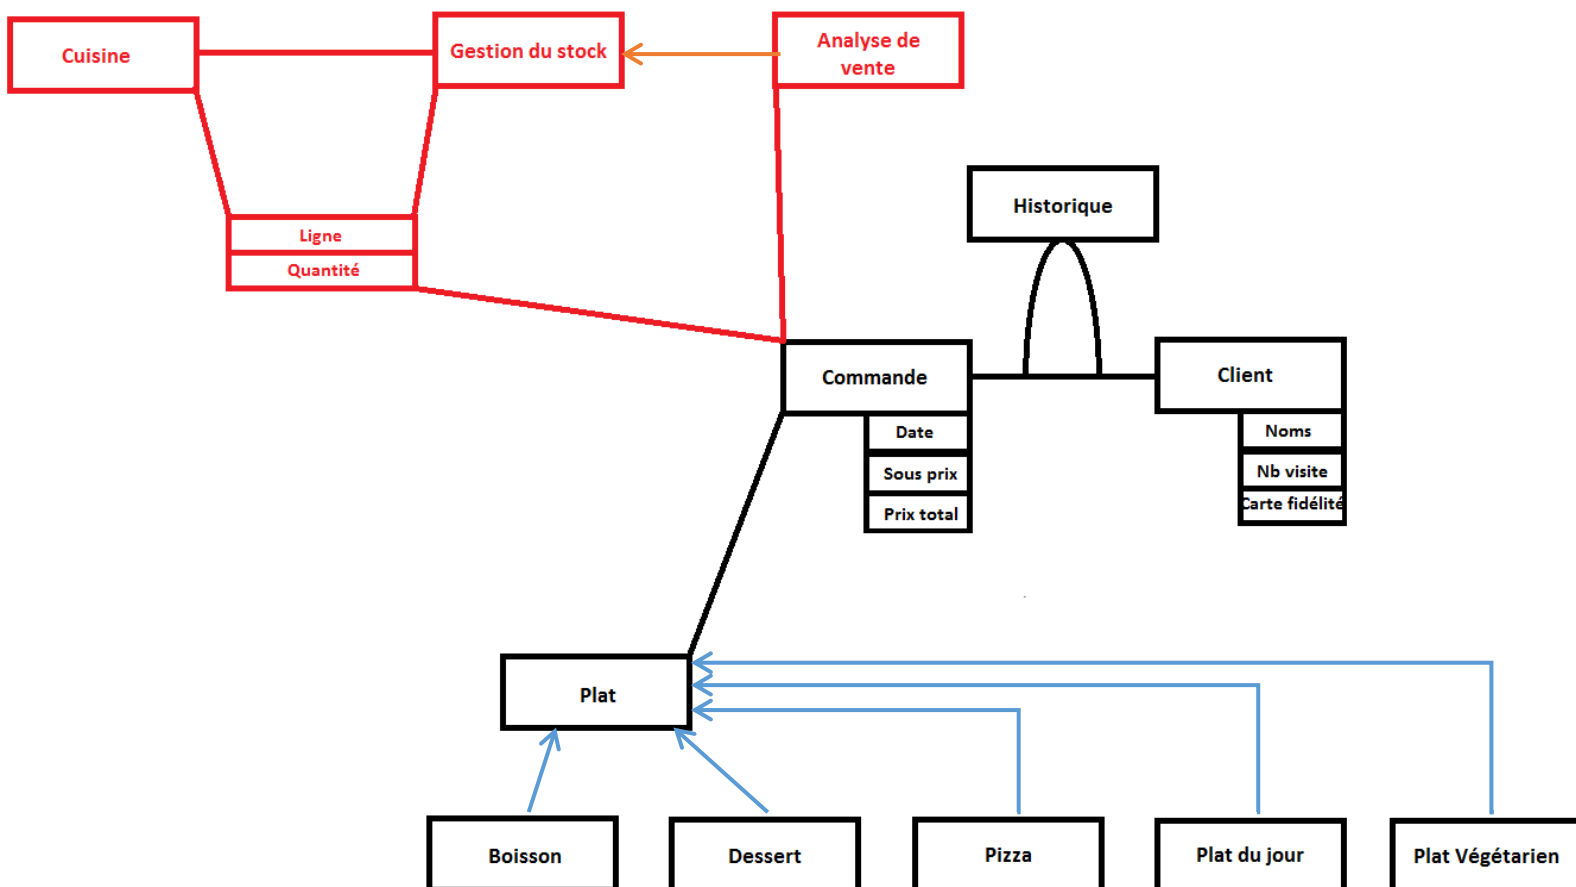 Cuisine
Gestion du stock
Analyse de
vente
Historique
Ligne
Quantité
Commande
Client
Date
Noms
Sous prix
Nb visite
Prix total
Carte fidélité
Plat
Boisson
Dessert
Pizza
Plat du jour
Plat Végétarien